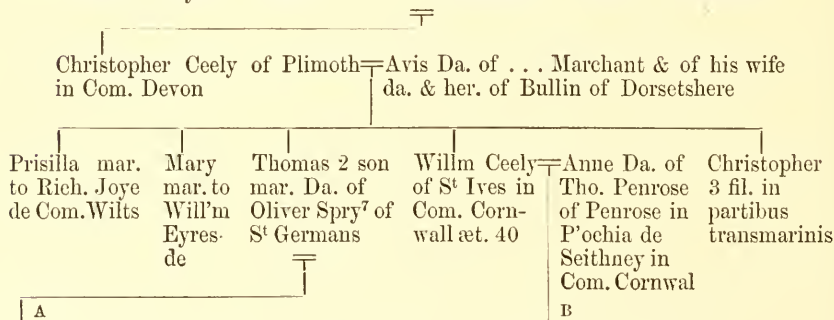 Christopher Ceely of Plimoth
in Com. Devon
Avis Da. of . . . Marchant & of his wife
da. & her. of Bullin of Dorsetshere
Prisilla mar.
to Rich. Joye
de Com. Wilts
Mary
mar. to
Will'm
Eyres-
de
Thomas 2 son
mar. Da. of
Oliver Spry⁷ of
Sᵗ Germans
Willm Ceely
of Sᵗ Ives in
Com. Corn-
wall æt. 40
Anne Da. of
Tho. Penrose
of Penrose in
P'ochia de
Seithney in
Com. Cornwal
Christopher
3 fil. in
partibus
transmarinis
A
B